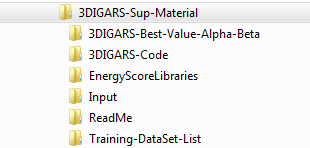 3DIGARS-Sup-Material
3DIGARS-Best-Value-Alpha-Beta
3DIGARS-Code
EnergyScoreLibraries
Input
ReadMe
Training-DataSet-List